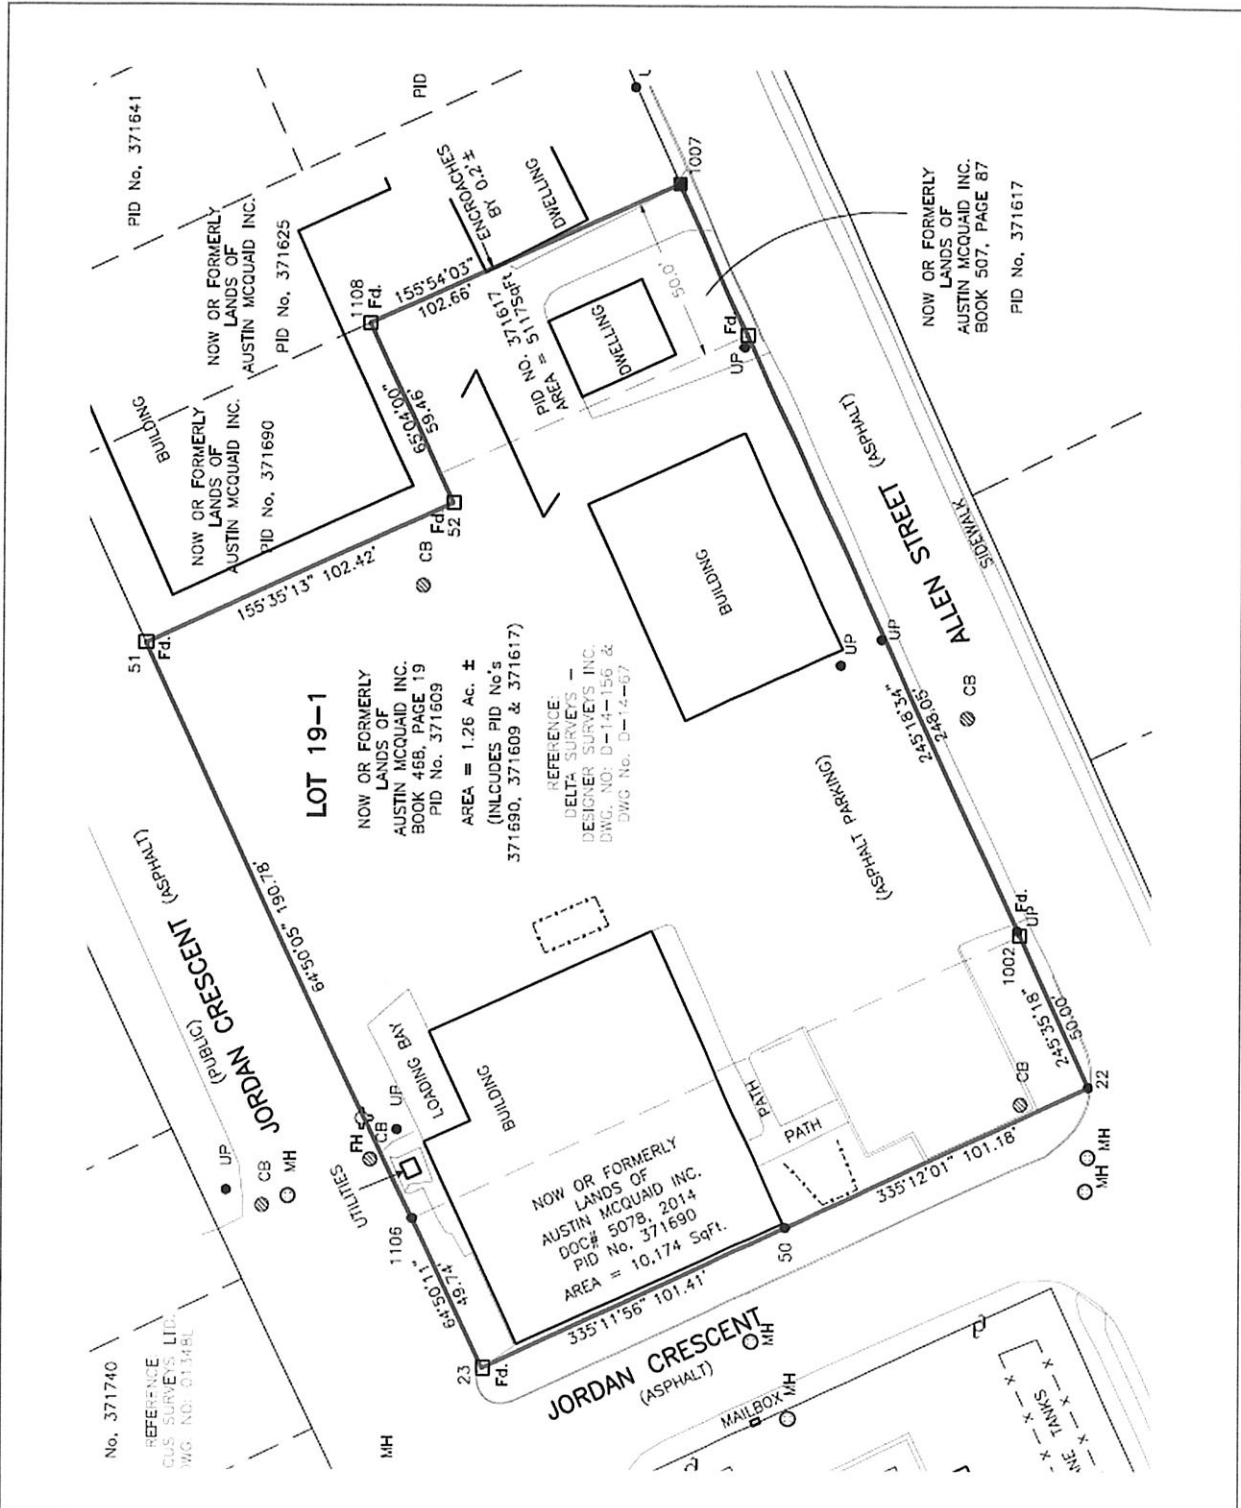 PID No. 371641
PID
NOW OR FORMERLY
LANDS OF
AUSTIN MCQUAID INC.
PID No. 371625
BUILDING
NOW OR FORMERLY
LANDS OF
AUSTIN MCQUAID INC.
PID No. 371690
ENCROACHES
BY 0.2'±
DWELLING
1007
1108
Fd.
155°54'03"
102.66'
65°04'00"
59.46'
PID NO. 371617
AREA = 5117SqFt.
DWELLING
50.0'
Fd.
UP
NOW OR FORMERLY
LANDS OF
AUSTIN MCQUAID INC.
BOOK 507, PAGE 87
PID No. 371617
51
Fd.
155°35'13" 102.42'
Fd.
52
CB
BUILDING
UP
UP
ALLEN STREET (ASPHALT)
SIDEWALK
CB
245°18'34"
248.05'
LOT 19-1
NOW OR FORMERLY
LANDS OF
AUSTIN MCQUAID INC.
BOOK 468, PAGE 19
PID No. 371609
AREA = 1.26 Ac. ±
(INLCUDES PID No's
371690, 371609 & 371617)
REFERENCE:
DELTA SURVEYS -
DESIGNER SURVEYS INC.
DWG. NO: D-14-156 &
DWG No. D-14-67
(ASPHALT PARKING)
JORDAN CRESCENT (ASPHALT)
(PUBLIC)
64°50'05" 190.78'
UP
CB
MH
FH
CB
UP
UTILITIES
LOADING BAY
BUILDING
1106
64°50'11"
49.74'
23
Fd.
NOW OR FORMERLY
LANDS OF
AUSTIN MCQUAID INC.
DOC# 5078, 2014
PID No. 371690
AREA = 10,174 SqFt.
335°11'56" 101.41'
50
PATH
PATH
335°12'01" 101.18'
1002
Fd.
UP
245°35'18"
50.00'
CB
22
MH
MH
JORDAN CRESCENT
(ASPHALT)
MH
MAILBOX
MH
TANKS
MH
No. 371740
REFERENCE
SURVEYS LTD.